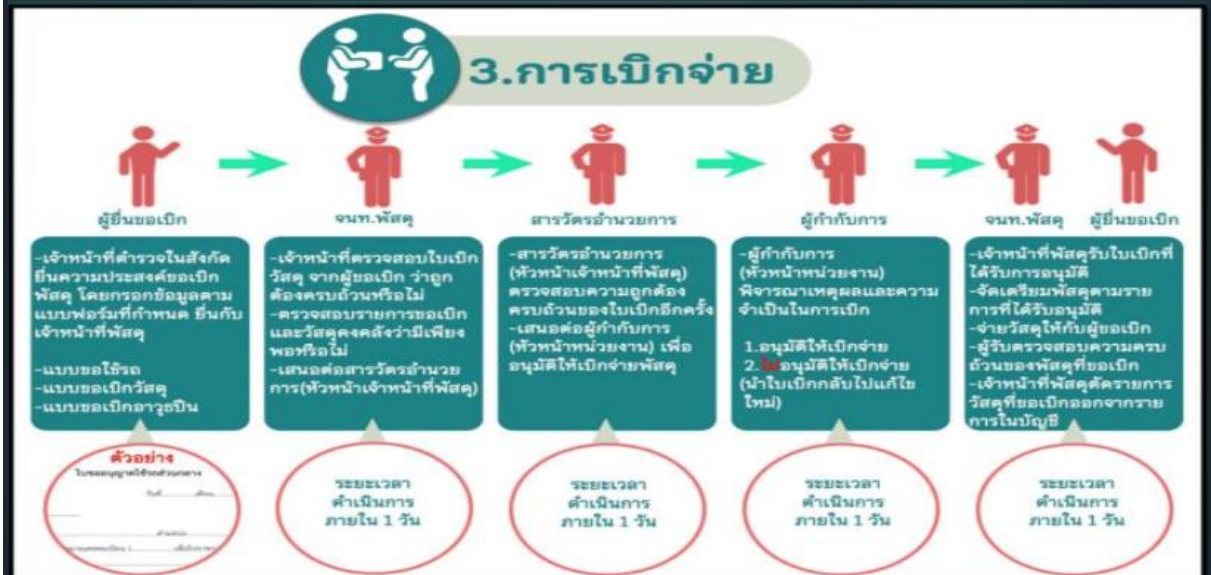 3.การเบิกจ่าย
ผู้ยื่นขอเบิก
จนท.พัสดุ
สารวัตรอำนวยการ
ผู้กำกับการ
จนท.พัสดุ
ผู้ยื่นขอเบิก
-เจ้าหน้าที่ตำรวจในสังกัด
ยื่นความประสงค์ขอเบิก
พัสดุ โดยกรอกข้อมูลตาม
แบบฟอร์มที่กำหนด ยื่นกับ
เจ้าหน้าที่พัสดุ
-แบบขอใช้รถ
-แบบขอเบิกวัสดุ
-แบบขอเบิกอาวุธปืน
-เจ้าหน้าที่ตรวจสอบใบเบิก
วัสดุ จากผู้ขอเบิก ว่าถูก
ต้องครบถ้วนหรือไม่
-ตรวจสอบรายการขอเบิก
และวัสดุคงคลังว่ามีเพียง
พอหรือไม่
-เสนอต่อสารวัตรอำนวย
การ(หัวหน้าเจ้าหน้าที่พัสดุ)
-สารวัตรอำนวยการ
(หัวหน้าเจ้าหน้าที่พัสดุ)
ตรวจสอบความถูกต้อง
ครบถ้วนของใบเบิกอีกครั้ง
-เสนอต่อผู้กำกับการ
(หัวหน้าหน่วยงาน) เพื่อ
อนุมัติให้เบิกจ่ายพัสดุ
-ผู้กำกับการ
(หัวหน้าหน่วยงาน)
พิจารณาเหตุผลและความ
จำเป็นในการเบิก
1.อนุมัติให้เบิกจ่าย
2.ไม่อนุมัติให้เบิกจ่าย
(นำใบเบิกกลับไปแก้ไข
ใหม่)
-เจ้าหน้าที่พัสดุรับใบเบิกที่
ได้รับการอนุมัติ
-จัดเตรียมพัสดุตามราย
การที่ได้รับอนุมัติ
-จ่ายวัสดุให้กับผู้ขอเบิก
-ผู้รับตรวจสอบความครบ
ถ้วนของพัสดุที่ขอเบิก
-เจ้าหน้าที่พัสดุตัดรายการ
วัสดุที่ขอเบิกออกจากราย
การในบัญชี
ตัวอย่าง
ใบขออนุญาตใช้รถส่วนกลาง
วันที่ เดือน
ระยะเวลา
ดำเนินการ
ภายใน 1 วัน
ระยะเวลา
ดำเนินการ
ภายใน 1 วัน
ระยะเวลา
ดำเนินการ
ภายใน 1 วัน
ระยะเวลา
ดำเนินการ
ภายใน 1 วัน